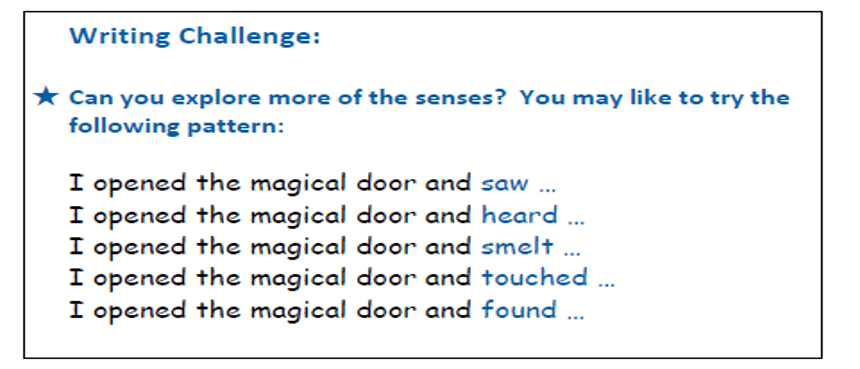 Writing Challenge:
★ Can you explore more of the senses?  You may like to try the
following pattern:
I opened the magical door and saw ...
I opened the magical door and heard ...
I opened the magical door and smelt ...
I opened the magical door and touched ...
I opened the magical door and found ...